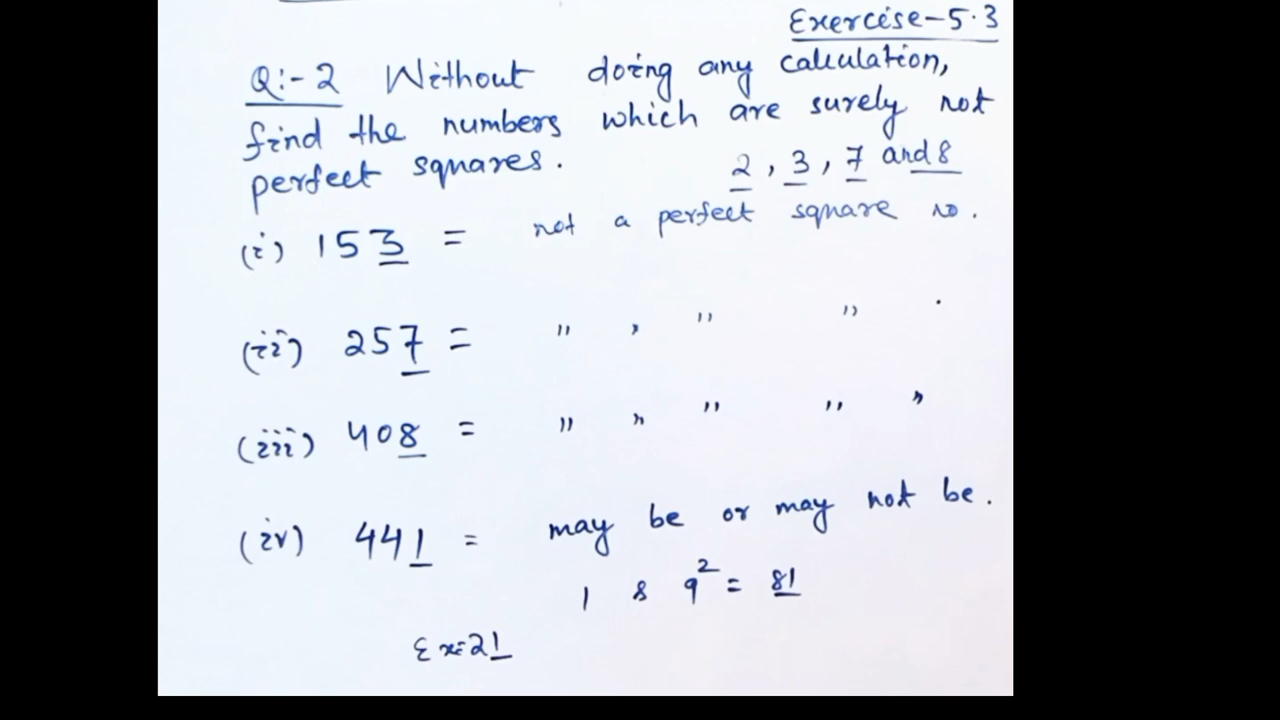 Exercise-5.3
Q:- 2 Without doing any calculation,
find the numbers which are surely not
perfect squares. 2, 3, 7 and 8
(i) 153 = not a perfect square no.
(ii) 257 = " " " " .
(iii) 408 = " " " " "
(iv) 441 = may be or may not be.
1 & 9² = 81
Ex:- 21